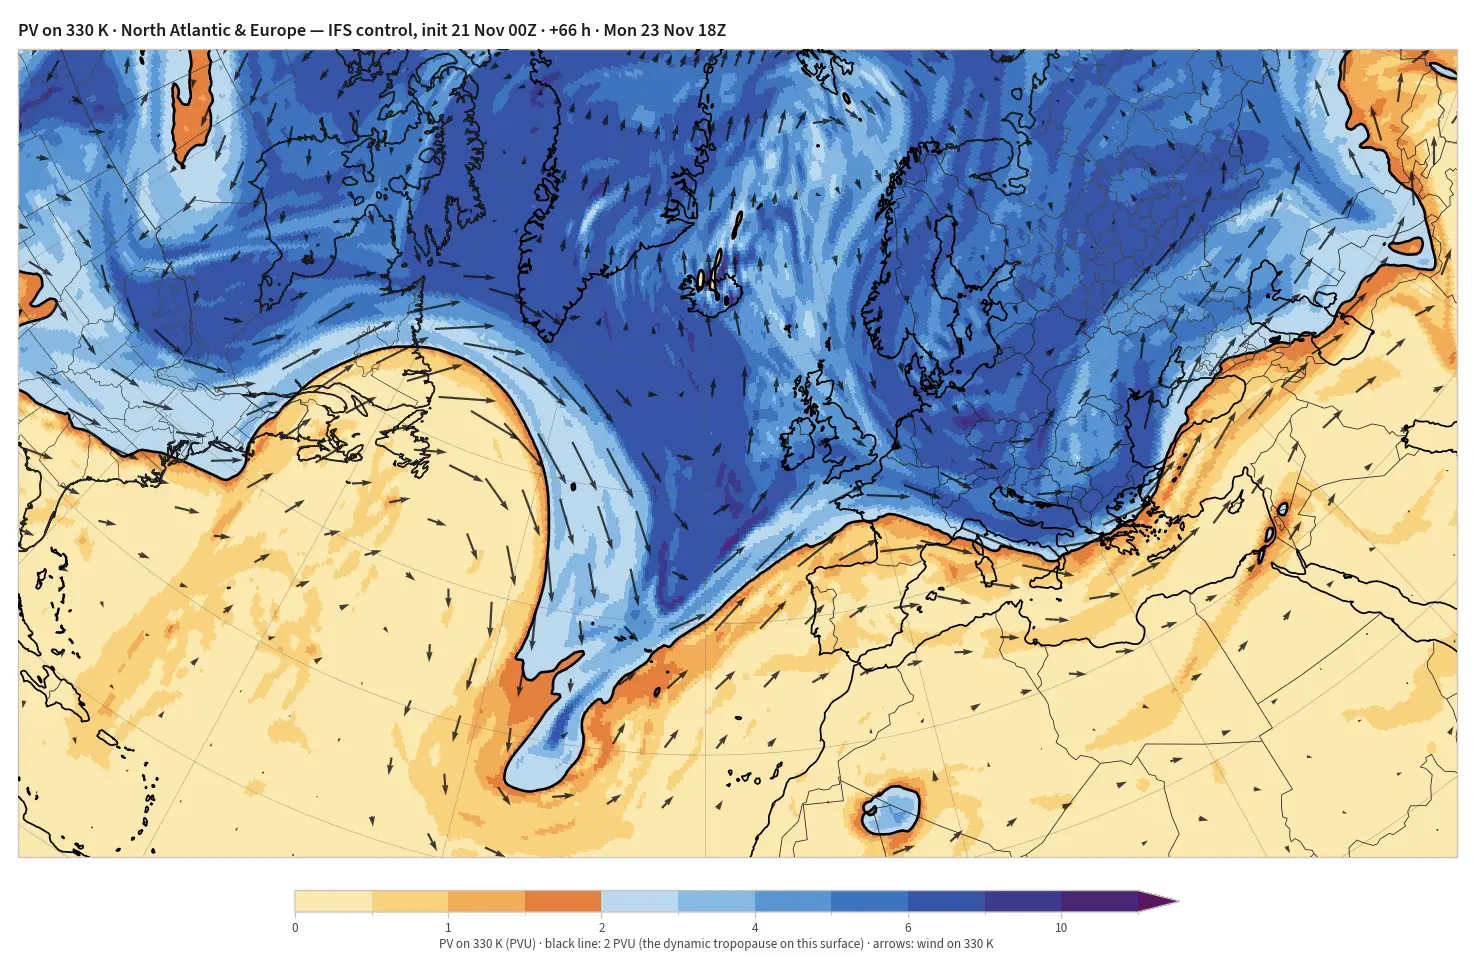 PV on 330 K · North Atlantic & Europe — IFS control, init 21 Nov 00Z · +66 h · Mon 23 Nov 18Z
0 1 2 4 6 10
PV on 330 K (PVU) · black line: 2 PVU (the dynamic tropopause on this surface) · arrows: wind on 330 K